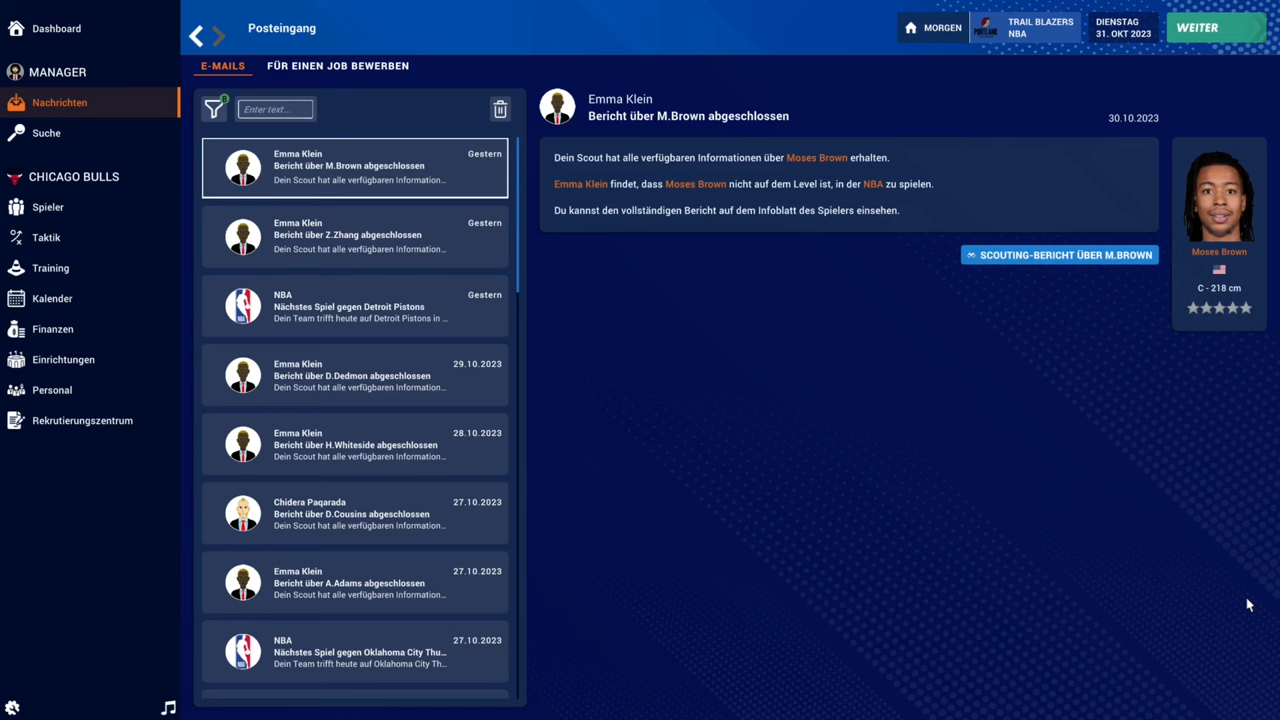 Dashboard
MANAGER
Nachrichten
Suche
CHICAGO BULLS
Spieler
Taktik
Training
Kalender
Finanzen
Einrichtungen
Personal
Rekrutierungszentrum
Posteingang
MORGEN
PORTLAND
TRAIL BLAZERS
NBA
DIENSTAG
31. OKT 2023
WEITER
E-MAILS
FÜR EINEN JOB BEWERBEN
Enter text...
Emma Klein
Gestern
Bericht über M.Brown abgeschlossen
Dein Scout hat alle verfügbaren Information...
Emma Klein
Gestern
Bericht über Z.Zhang abgeschlossen
Dein Scout hat alle verfügbaren Information...
NBA
Gestern
Nächstes Spiel gegen Detroit Pistons
Dein Team trifft heute auf Detroit Pistons in ...
Emma Klein
29.10.2023
Bericht über D.Dedmon abgeschlossen
Dein Scout hat alle verfügbaren Information...
Emma Klein
28.10.2023
Bericht über H.Whiteside abgeschlossen
Dein Scout hat alle verfügbaren Information...
Chidera Paqarada
27.10.2023
Bericht über D.Cousins abgeschlossen
Dein Scout hat alle verfügbaren Information...
Emma Klein
27.10.2023
Bericht über A.Adams abgeschlossen
Dein Scout hat alle verfügbaren Information...
NBA
27.10.2023
Nächstes Spiel gegen Oklahoma City Thu...
Dein Team trifft heute auf Oklahoma City Th...
Emma Klein
Bericht über M.Brown abgeschlossen
30.10.2023
Dein Scout hat alle verfügbaren Informationen über Moses Brown erhalten.
Emma Klein findet, dass Moses Brown nicht auf dem Level ist, in der NBA zu spielen.
Du kannst den vollständigen Bericht auf dem Infoblatt des Spielers einsehen.
SCOUTING-BERICHT ÜBER M.BROWN
Moses Brown
C - 218 cm